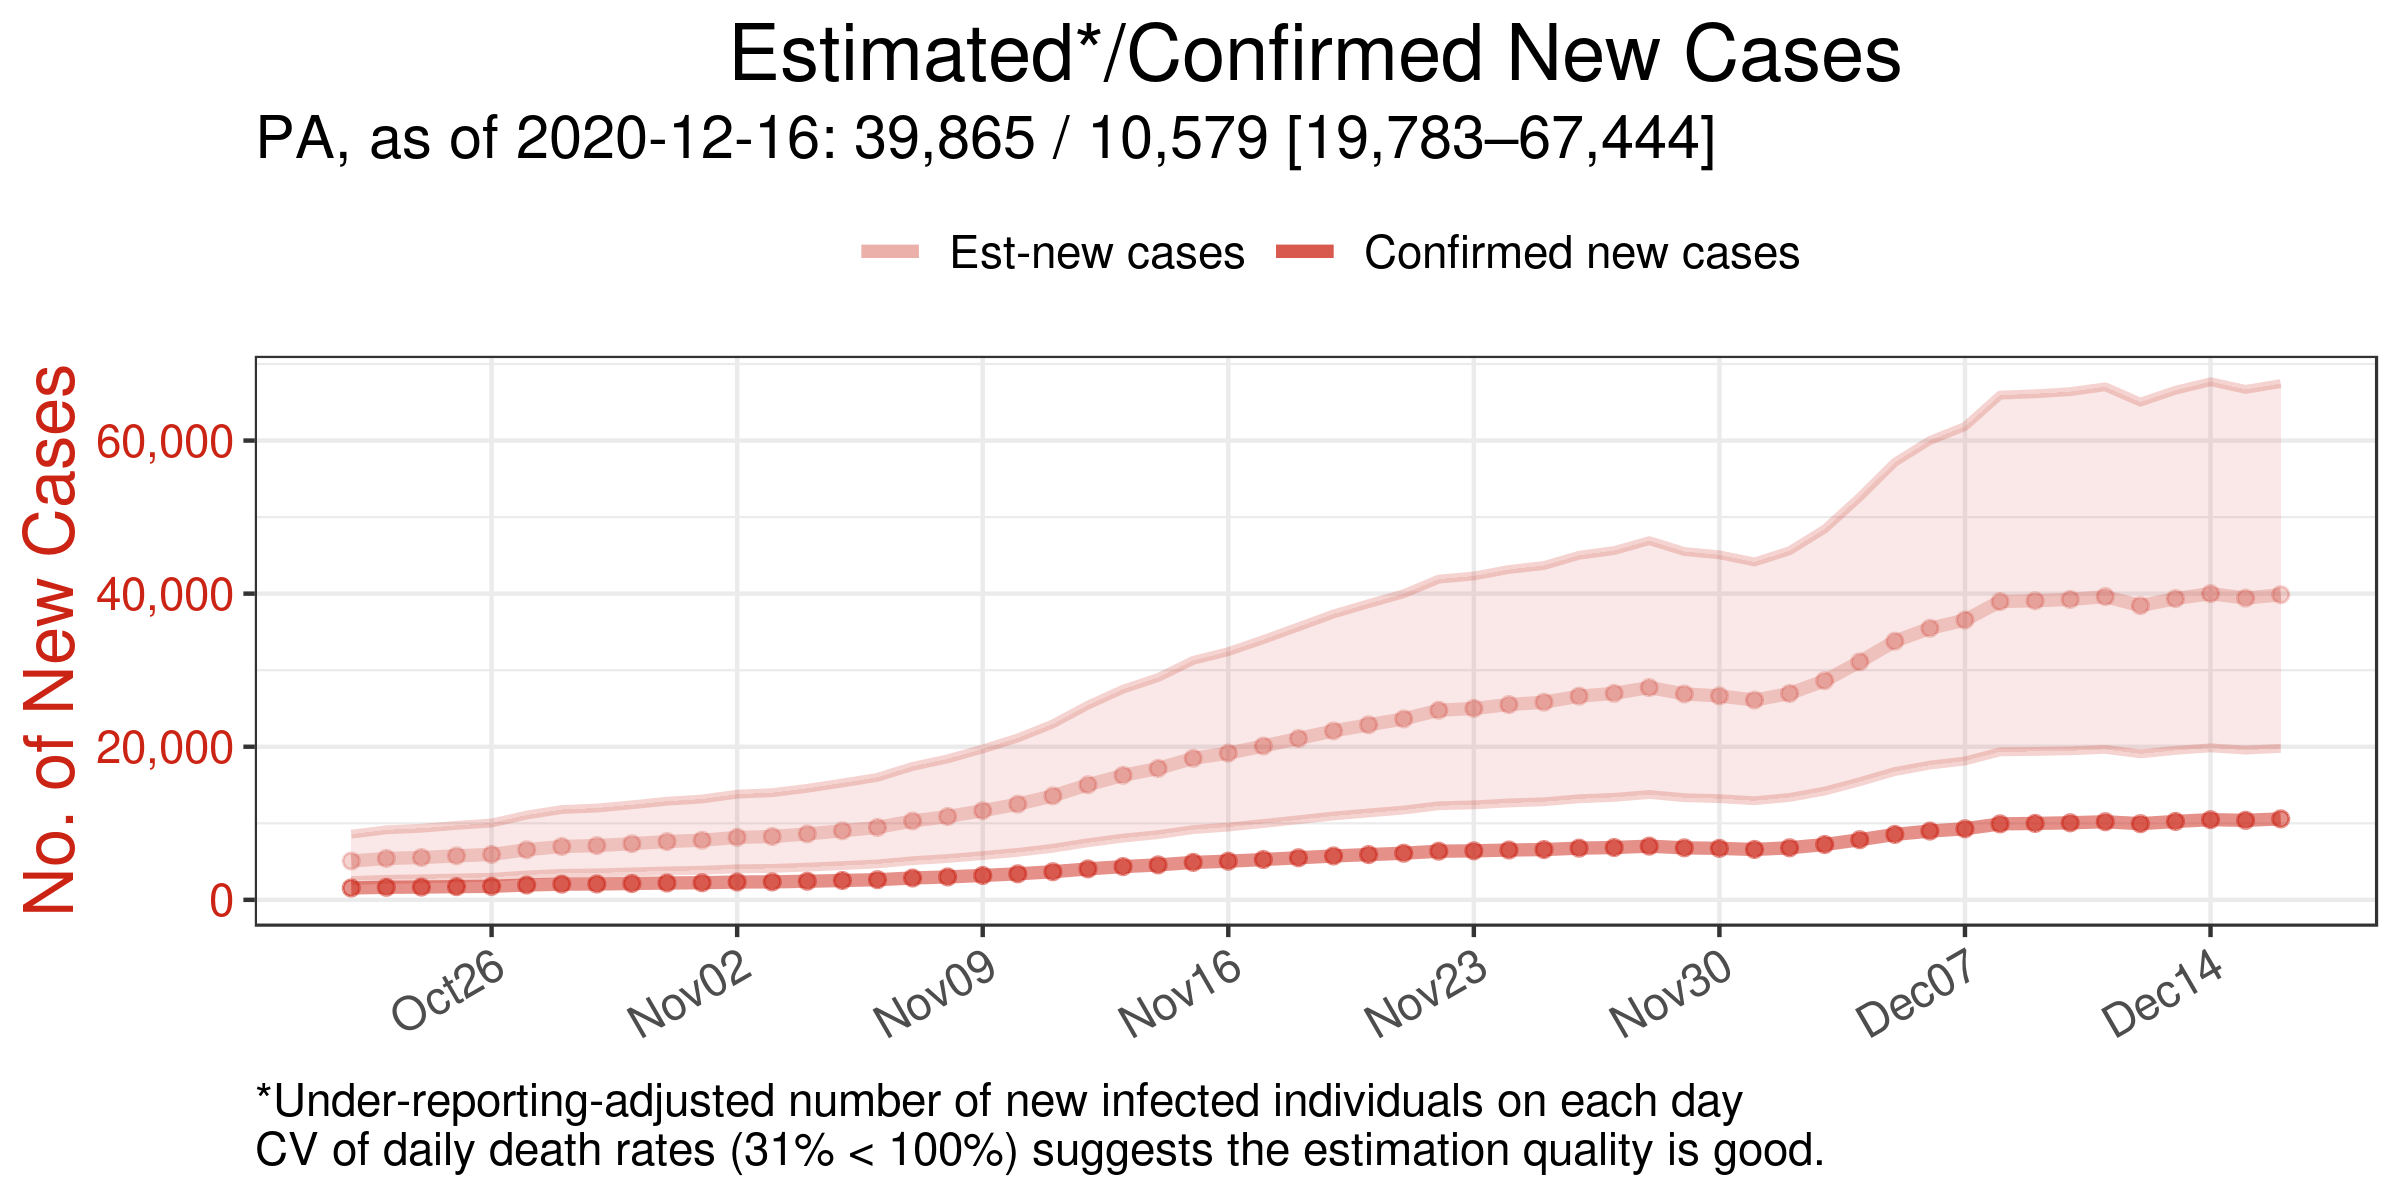 Estimated*/Confirmed New Cases
PA, as of 2020-12-16: 39,865 / 10,579 [19,783–67,444]
Est-new cases
Confirmed new cases
No. of New Cases
60,000
40,000
20,000
0
Oct26
Nov02
Nov09
Nov16
Nov23
Nov30
Dec07
Dec14
*Under-reporting-adjusted number of new infected individuals on each day
CV of daily death rates (31% < 100%) suggests the estimation quality is good.